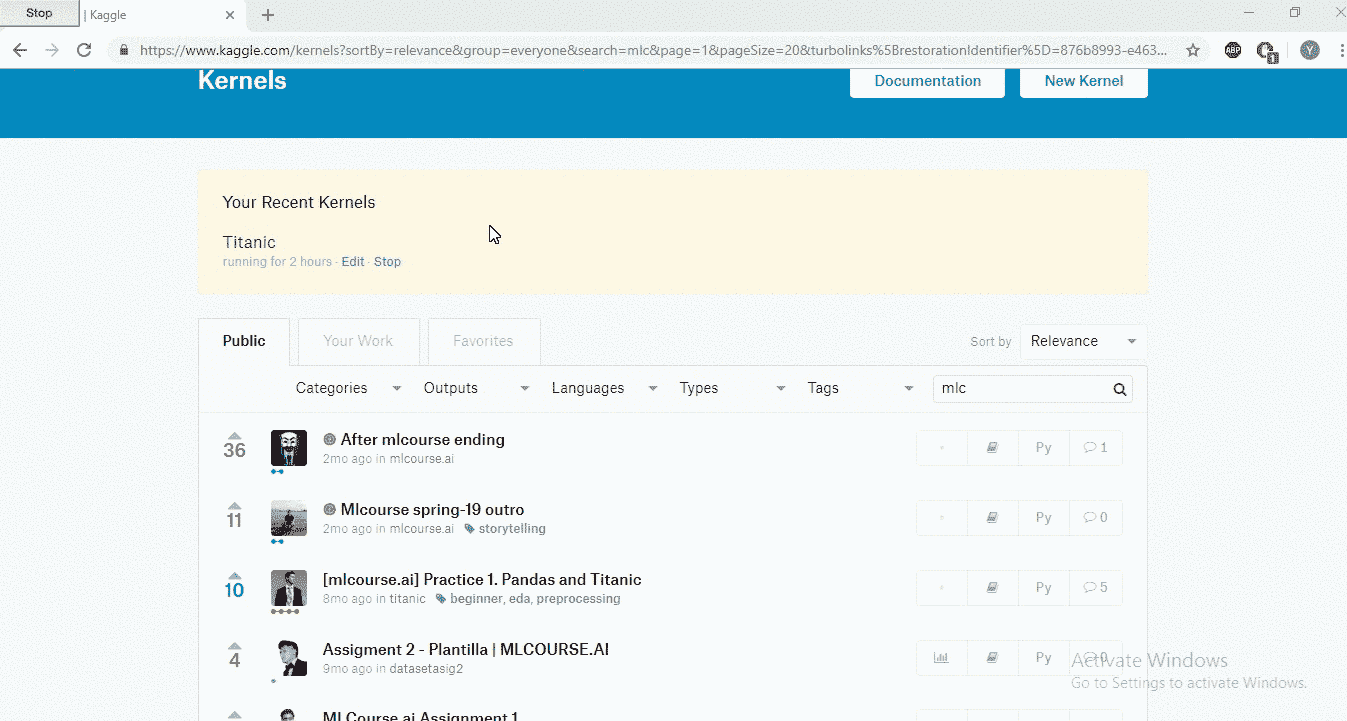 Stop
| Kaggle
https://www.kaggle.com/kernels?sortBy=relevance&group=everyone&search=mlc&page=1&pageSize=20&turbolinks%5BrestorationIdentifier%5D=876b8993-e463...
ABP
1
Y
Kernels
Documentation
New Kernel
Your Recent Kernels
Titanic
running for 2 hours · Edit · Stop
Public
Your Work
Favorites
Sort by
Relevance
Categories
Outputs
Languages
Types
Tags
mlc
36
After mlcourse ending
2mo ago in mlcourse.ai
Py
1
11
Mlcourse spring-19 outro
2mo ago in mlcourse.ai storytelling
Py
0
10
[mlcourse.ai] Practice 1. Pandas and Titanic
8mo ago in titanic beginner, eda, preprocessing
Py
5
4
Assigment 2 - Plantilla | MLCOURSE.AI
9mo ago in datasetasig2
Py
0
Activate Windows
Go to Settings to activate Windows.
MLCourse.ai Assignment 1